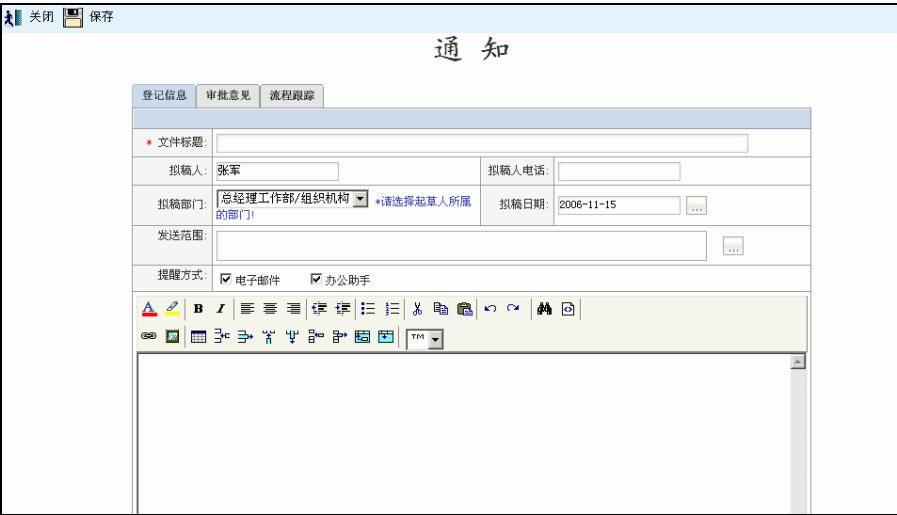 关闭 保存
通 知
登记信息 审批意见 流程跟踪
* 文件标题:
拟稿人: 张军 拟稿人电话:
拟稿部门: 总经理工作部/组织机构 *请选择起草人所属
的部门! 拟稿日期: 2006-11-15 ...
发送范围: ...
提醒方式: 电子邮件 办公助手
A B I
TM